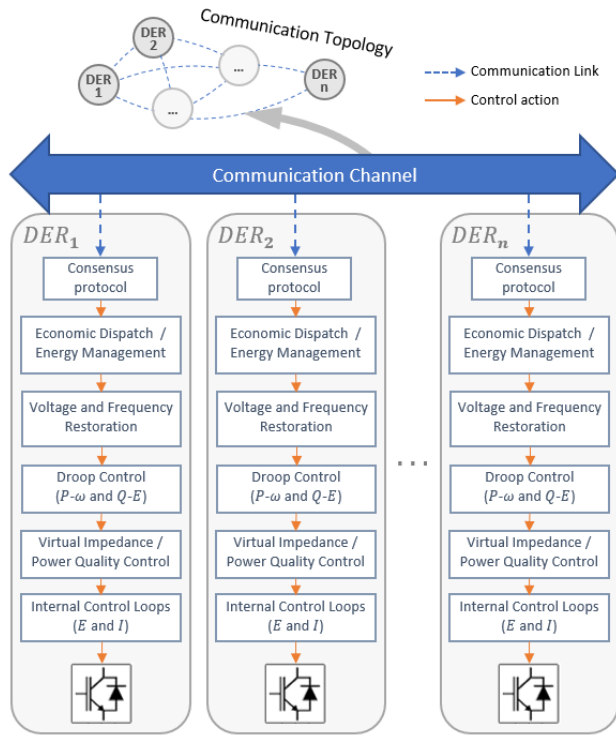 Communication Topology
DER
2
DER
1
...
...
DER
n
Communication Link
Control action
Communication Channel
DER₁
Consensus
protocol
Economic Dispatch /
Energy Management
Voltage and Frequency
Restoration
Droop Control
(P-ω and Q-E)
Virtual Impedance /
Power Quality Control
Internal Control Loops
(E and I)
DER₂
Consensus
protocol
Economic Dispatch /
Energy Management
Voltage and Frequency
Restoration
Droop Control
(P-ω and Q-E)
Virtual Impedance /
Power Quality Control
Internal Control Loops
(E and I)
...
DERₙ
Consensus
protocol
Economic Dispatch /
Energy Management
Voltage and Frequency
Restoration
Droop Control
(P-ω and Q-E)
Virtual Impedance /
Power Quality Control
Internal Control Loops
(E and I)